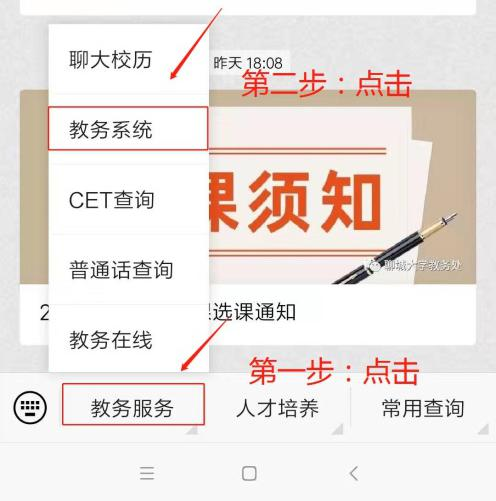 聊大校历
昨天 18:08
第二步：点击
教务系统
课须知
CET查询
普通话查询
聊城大学教务处
2
选课通知
教务在线
第一步：点击
教务服务
人才培养
常用查询